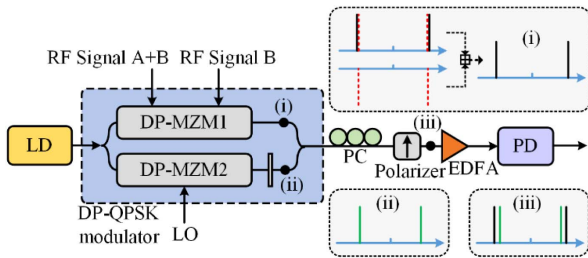 RF Signal A+B
RF Signal B
(i)
LD
DP-MZM1
(i)
DP-MZM2
(ii)
DP-QPSK
modulator
LO
PC
(iii)
Polarizer
EDFA
PD
(ii)
(iii)